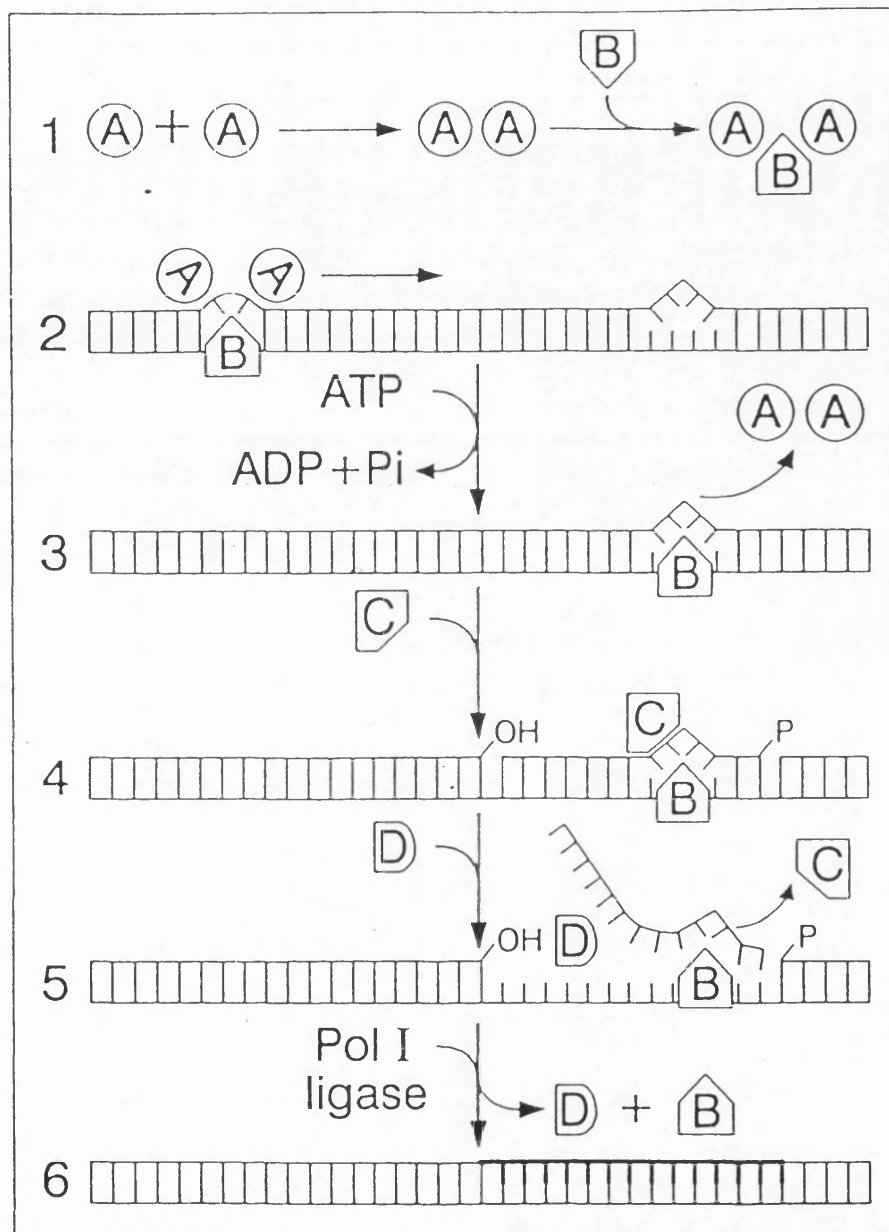 B
1 A + A A A A B A
A A
2 B
ATP
A A
ADP + Pi
3 B
C
OH C P
4 B
D C
OH D P
5 B
Pol I
ligase D + B
6